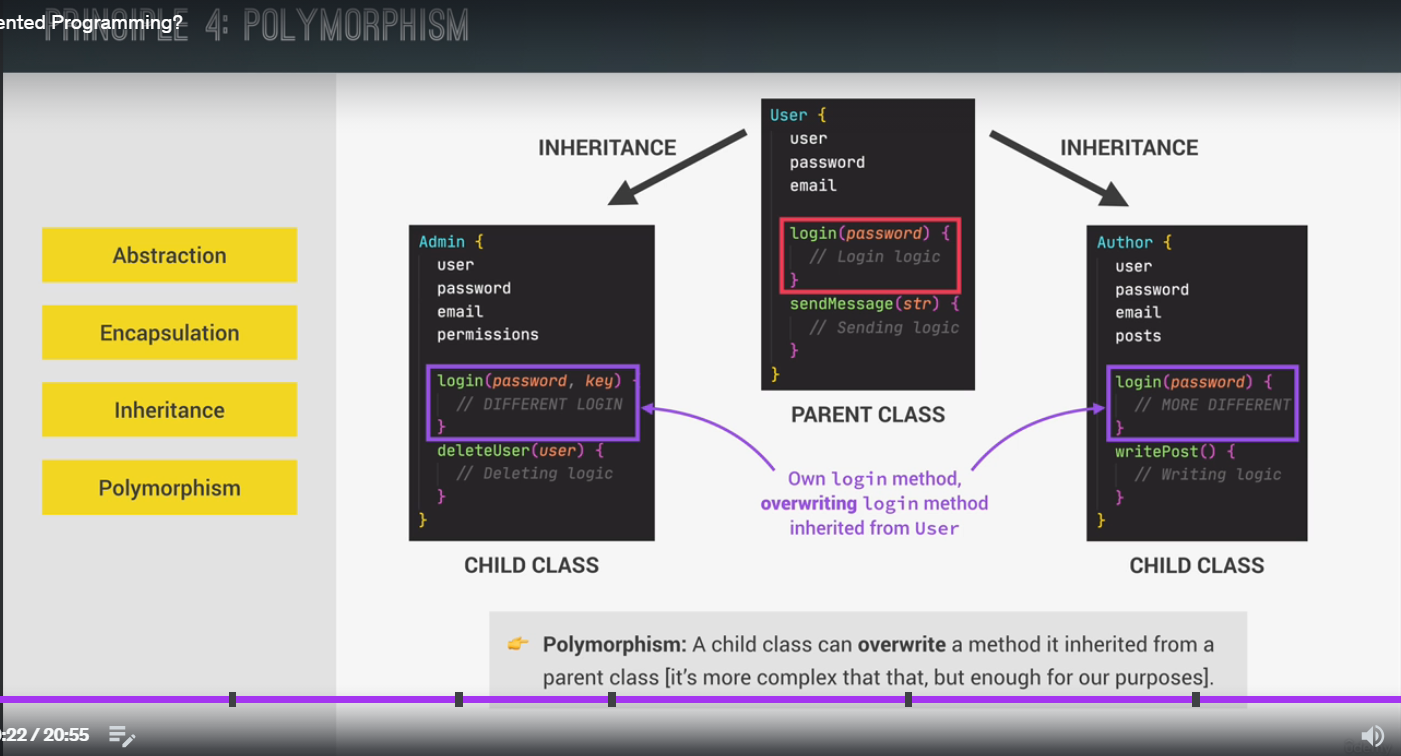 ented Programming?
PRINCIPLE 4: POLYMORPHISM
Abstraction
Encapsulation
Inheritance
Polymorphism
INHERITANCE
INHERITANCE
User {
user
password
email
login(password) {
// Login logic
}
sendMessage(str) {
// Sending logic
}
}
PARENT CLASS
Admin {
user
password
email
permissions
login(password, key) {
// DIFFERENT LOGIN
}
deleteUser(user) {
// Deleting logic
}
}
CHILD CLASS
Own login method,
overwriting login method
inherited from User
Author {
user
password
email
posts
login(password) {
// MORE DIFFERENT
}
writePost() {
// Writing logic
}
}
CHILD CLASS
👉 Polymorphism: A child class can overwrite a method it inherited from a
parent class [it’s more complex that that, but enough for our purposes].
:22 / 20:55